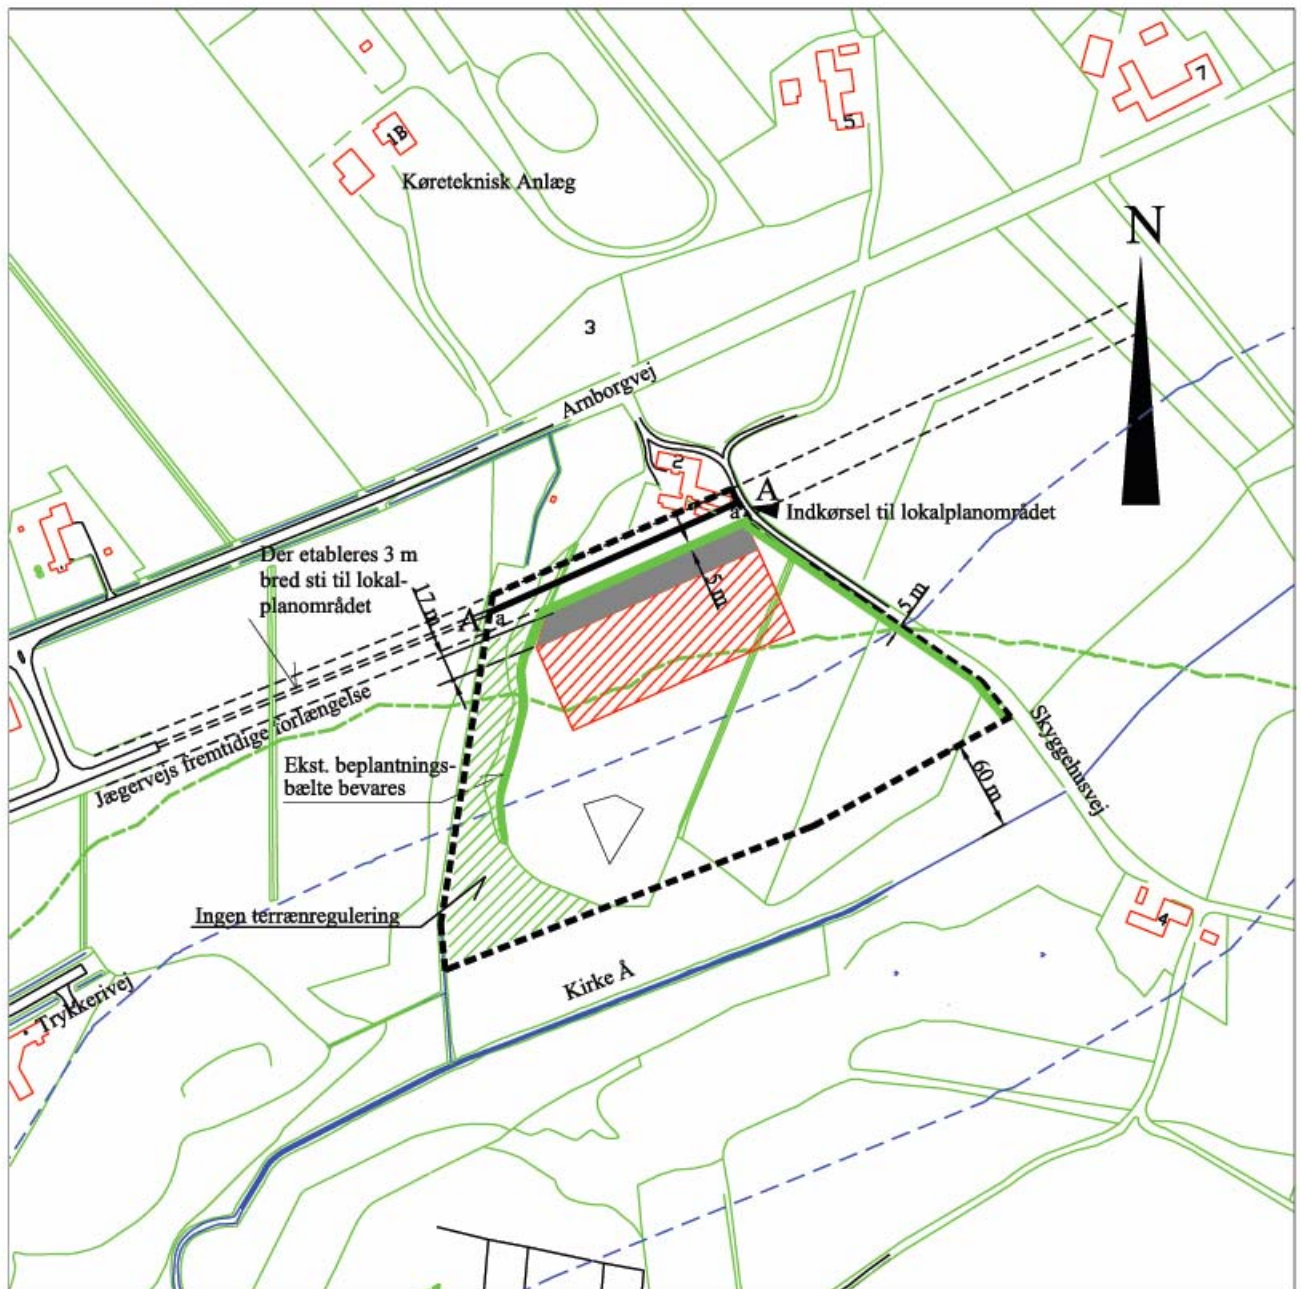 7
5
1B
Køreteknisk Anlæg
N
3
Arnborgvej
2
A
a
a
Indkørsel til lokalplanområdet
Der etableres 3 m
bred sti til lokal-
planområdet
17 m
5 m
5 m
A
a
Jægervejs fremtidige forlængelse
Skyggehusvej
Ekst. beplantnings-
bælte bevares
60 m
4
Ingen terrænregulering
Kirke Å
Trykkerivej